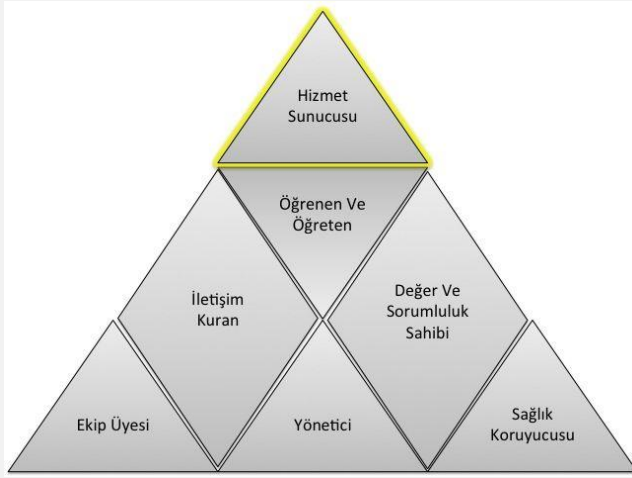 Hizmet
Sunucusu
Öğrenen Ve
Öğreten
İletişim
Kuran
Değer Ve
Sorumluluk
Sahibi
Ekip Üyesi
Yönetici
Sağlık
Koruyucusu